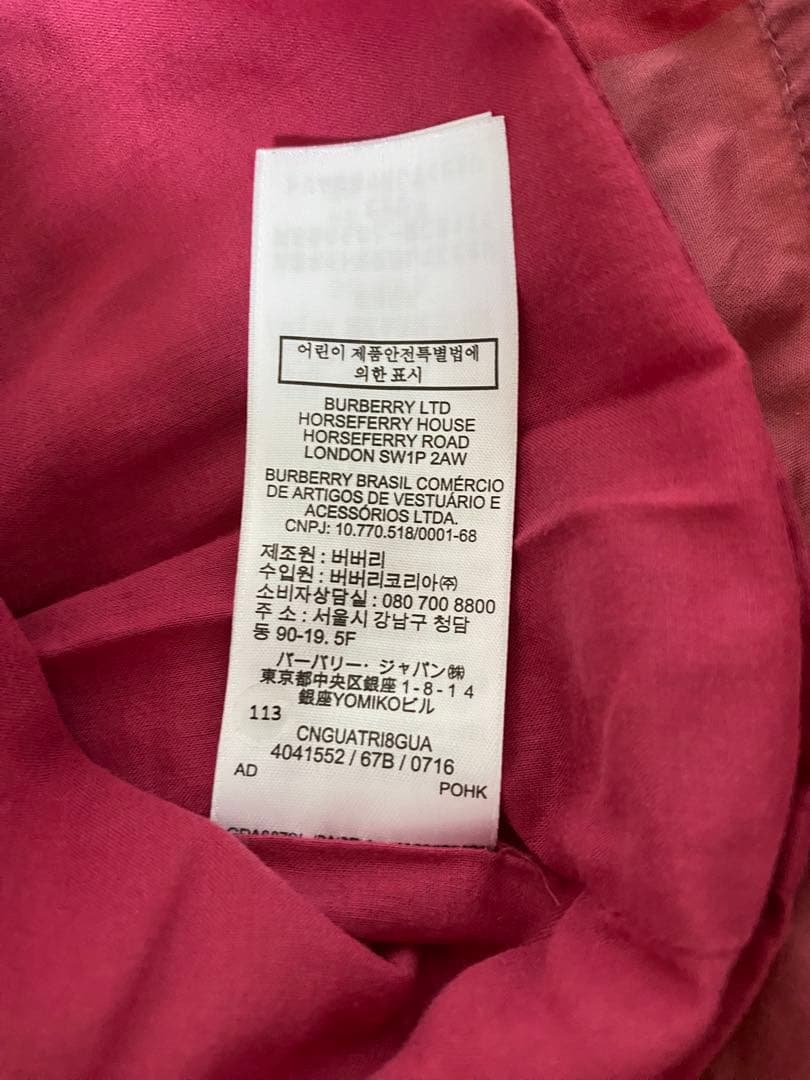 어린이 제품안전특별법에
의한 표시
BURBERRY LTD
HORSEFERRY HOUSE
HORSEFERRY ROAD
LONDON SW1P 2AW
BURBERRY BRASIL COMÉRCIO
DE ARTIGOS DE VESTUÁRIO E
ACESSÓRIOS LTDA.
CNPJ: 10.770.518/0001-68
제조원 : 버버리
수입원 : 버버리코리아㈜
소비자상담실 : 080 700 8800
주 소 : 서울시 강남구 청담
동 90-19. 5F
バーバリー・ジャパン㈱
東京都中央区銀座1-8-14
銀座YOMIKOビル
113
CNGUATRI8GUA
4041552 / 67B / 0716
AD
POHK